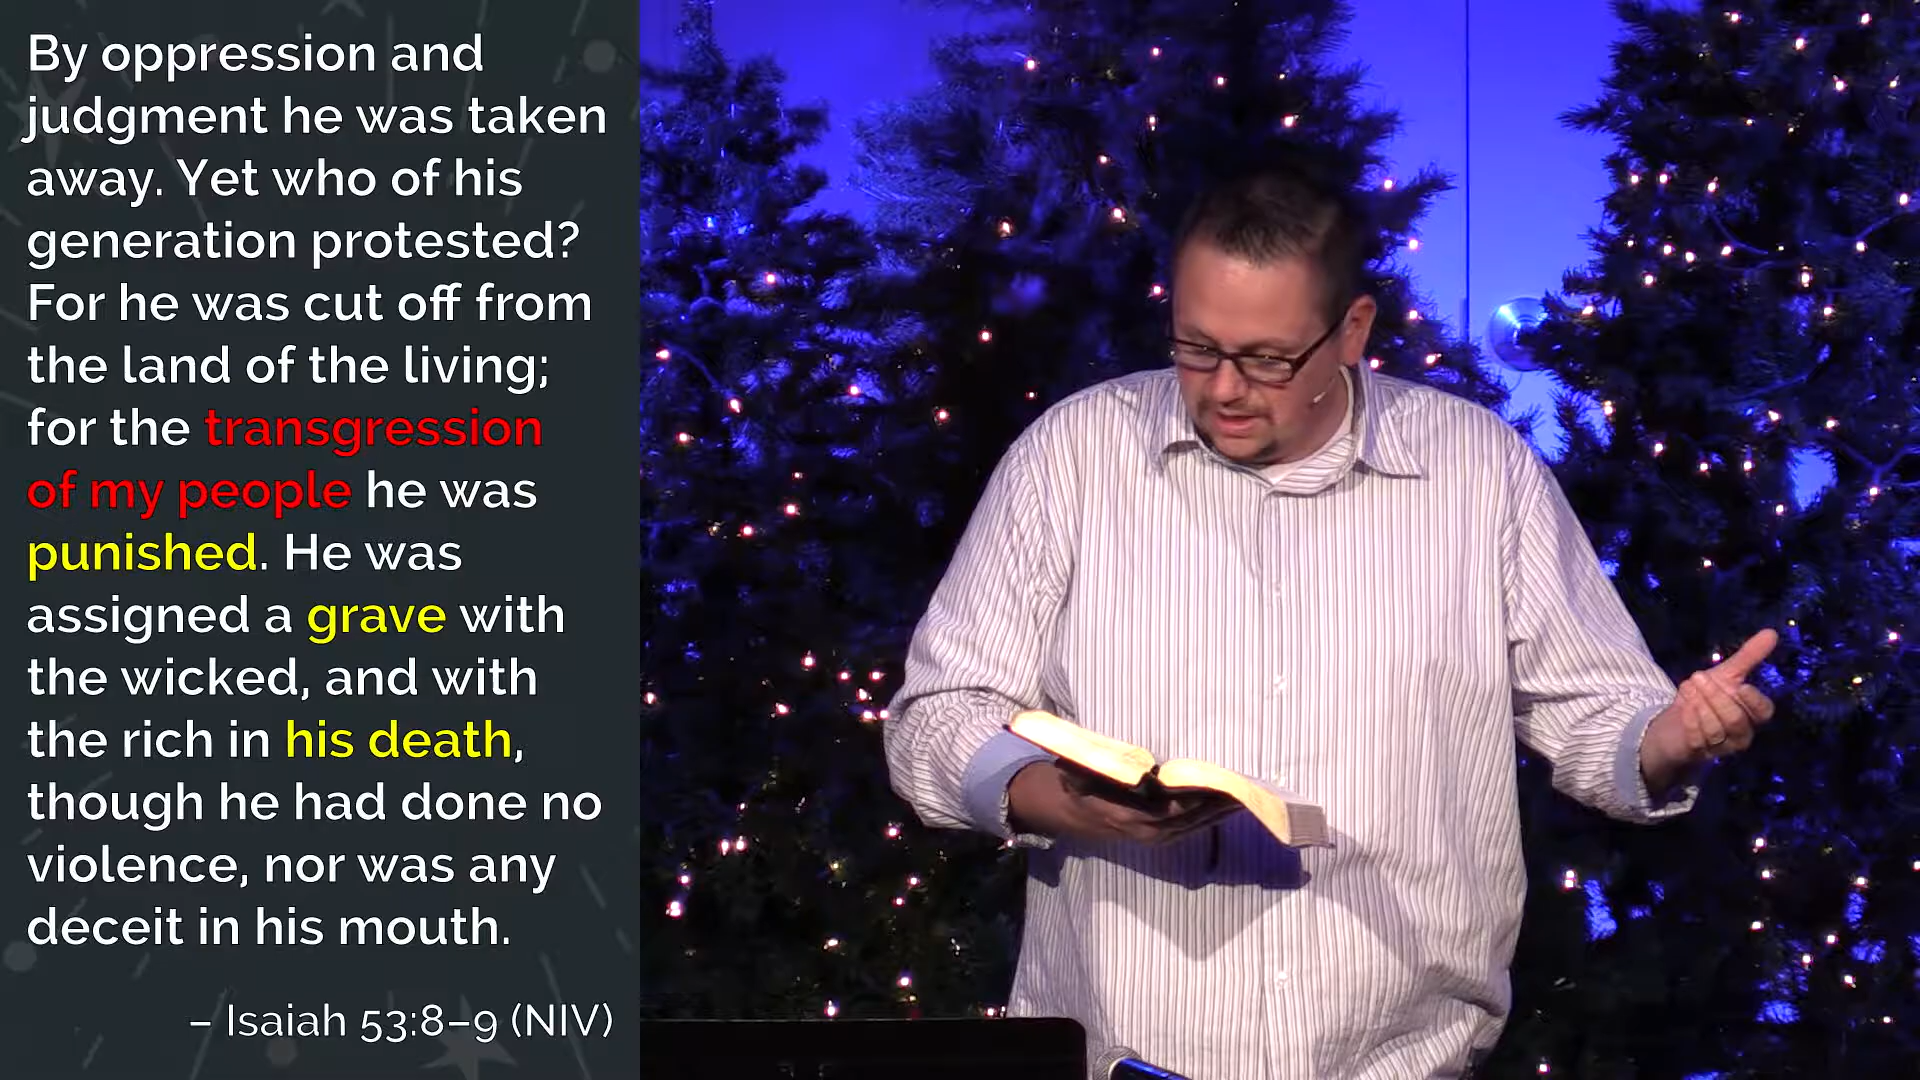 By oppression and
judgment he was taken
away. Yet who of his
generation protested?
For he was cut off from
the land of the living;
for the transgression
of my people he was
punished. He was
assigned a grave with
the wicked, and with
the rich in his death,
though he had done no
violence, nor was any
deceit in his mouth.
– Isaiah 53:8–9 (NIV)